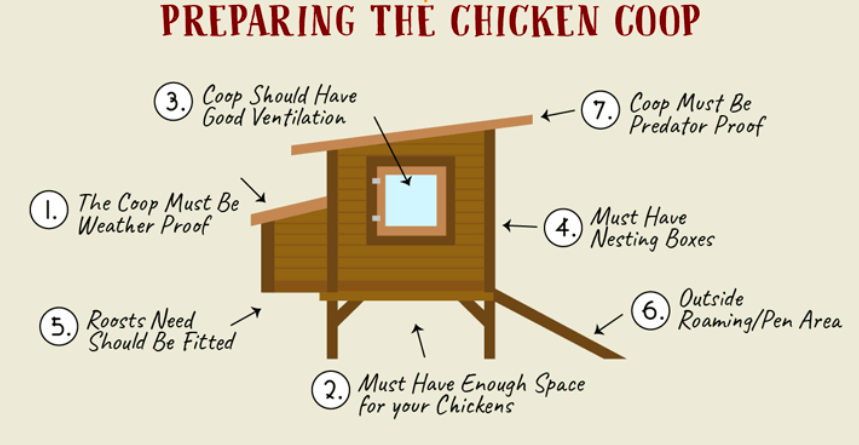 PREPARING THE CHICKEN COOP
3. Coop Should Have
Good Ventilation
7. Coop Must Be
Predator Proof
1. The Coop Must Be
Weather Proof
4. Must Have
Nesting Boxes
5. Roosts Need
Should Be Fitted
6. Outside
Roaming/Pen Area
2. Must Have Enough Space
for your Chickens